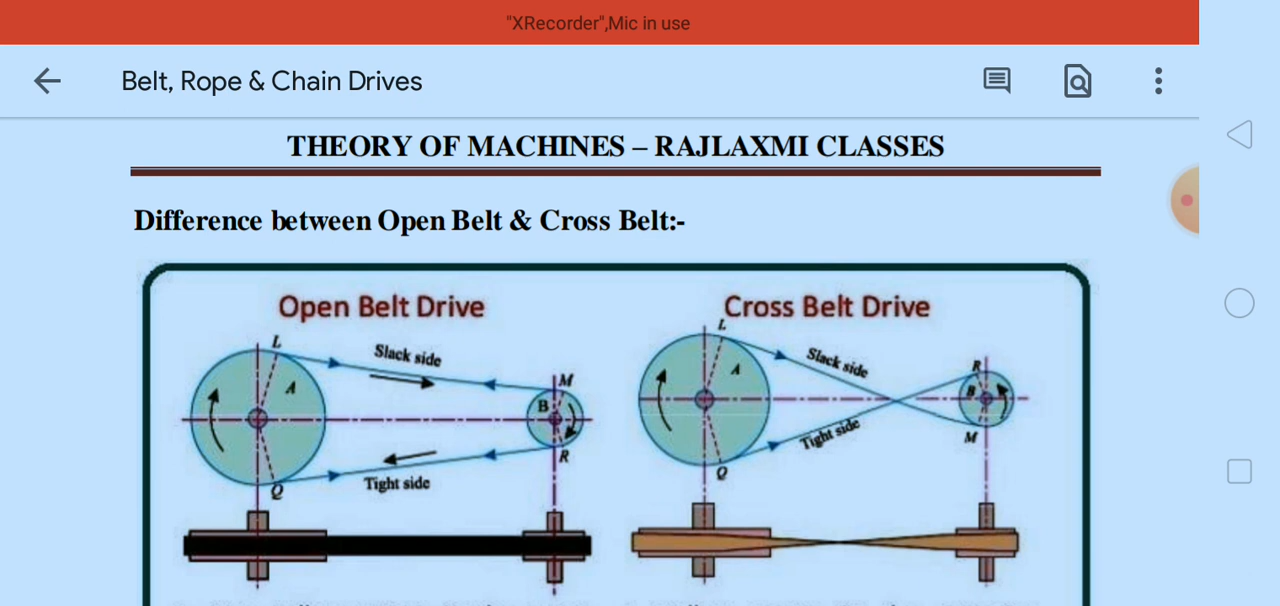 "XRecorder",Mic in use
Belt, Rope & Chain Drives
THEORY OF MACHINES – RAJLAXMI CLASSES
Difference between Open Belt & Cross Belt:-
Open Belt Drive
L
Slack side
A
M
B
R
Q
Tight side
Cross Belt Drive
L
Slack side
A
R
B
M
Tight side
Q